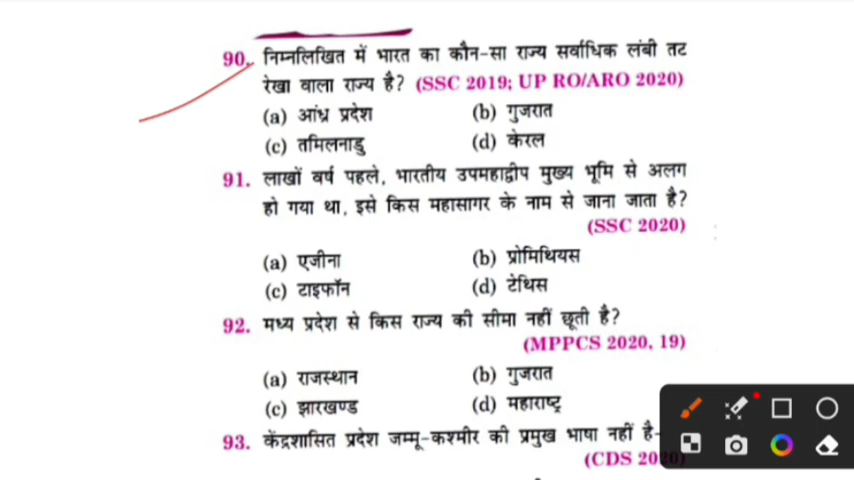 90. निम्नलिखित में भारत का कौन-सा राज्य सर्वाधिक लंबी तट
रेखा वाला राज्य है? (SSC 2019; UP RO/ARO 2020)
(a) आंध्र प्रदेश (b) गुजरात
(c) तमिलनाडु (d) केरल
91. लाखों वर्ष पहले, भारतीय उपमहाद्वीप मुख्य भूमि से अलग
हो गया था, इसे किस महासागर के नाम से जाना जाता है?
(SSC 2020)
(a) एजीना (b) प्रोमिथियस
(c) टाइफॉन (d) टेथिस
92. मध्य प्रदेश से किस राज्य की सीमा नहीं छूती है?
(MPPCS 2020, 19)
(a) राजस्थान (b) गुजरात
(c) झारखण्ड (d) महाराष्ट्र
93. केंद्रशासित प्रदेश जम्मू-कश्मीर की प्रमुख भाषा नहीं है-
(CDS 2020)